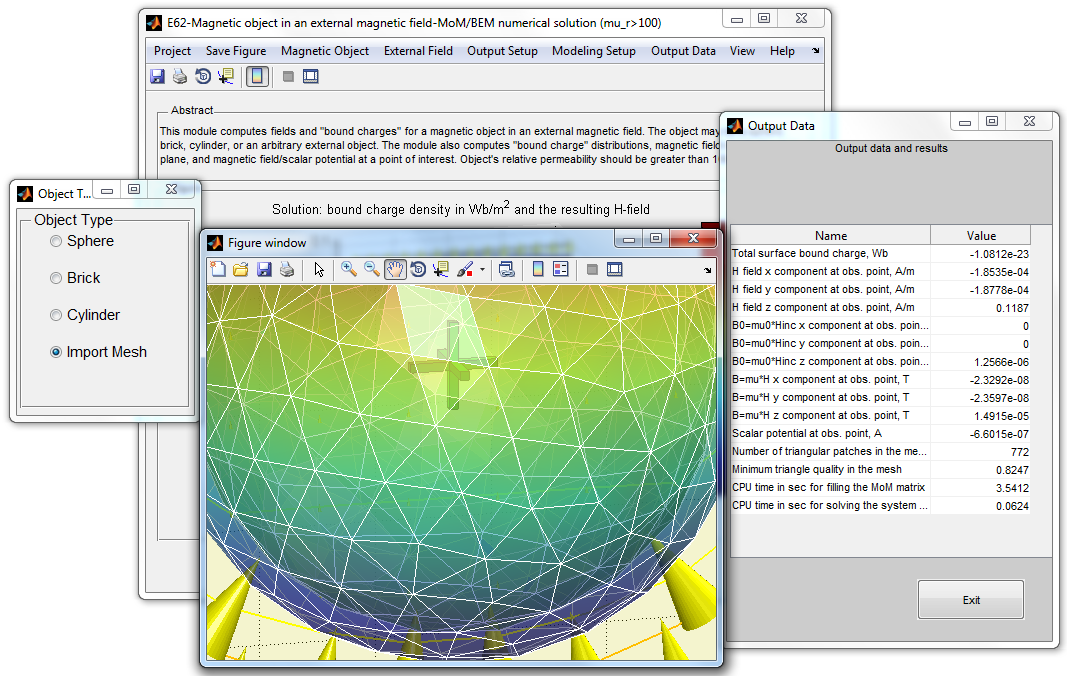 E62-Magnetic object in an external magnetic field-MoM/BEM numerical solution (mu_r>100)
Project Save Figure Magnetic Object External Field Output Setup Modeling Setup Output Data View Help
Abstract
This module computes fields and "bound charges" for a magnetic object in an external magnetic field. The object may
brick, cylinder, or an arbitrary external object. The module also computes "bound charge" distributions, magnetic field
plane, and magnetic field/scalar potential at a point of interest. Object's relative permeability should be greater than
Solution: bound charge density in Wb/m² and the resulting H-field
Object T...
Object Type
Sphere
Brick
Cylinder
Import Mesh
Figure window
Output Data
Output data and results
Name Value
Total surface bound charge, Wb -1.0812e-23
H field x component at obs. point, A/m -1.8535e-04
H field y component at obs. point, A/m -1.8778e-04
H field z component at obs. point, A/m 0.1187
B0=mu0*Hinc x component at obs. poin... 0
B0=mu0*Hinc y component at obs. poin... 0
B0=mu0*Hinc z component at obs. poin... 1.2566e-06
B=mu*H x component at obs. point, T -2.3292e-08
B=mu*H y component at obs. point, T -2.3597e-08
B=mu*H z component at obs. point, T 1.4915e-05
Scalar potential at obs. point, A -6.6015e-07
Number of triangular patches in the me... 772
Minimum triangle quality in the mesh 0.8247
CPU time in sec for filling the MoM matrix 3.5412
CPU time in sec for solving the system ... 0.0624
Exit